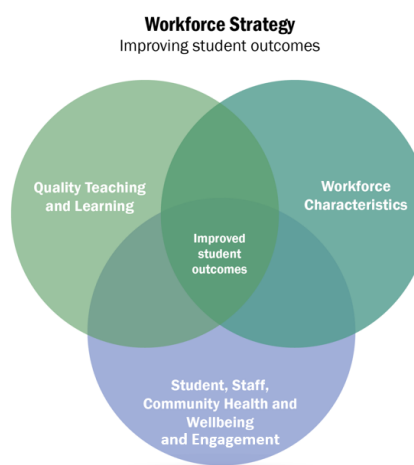 Workforce Strategy
Improving student outcomes
Quality Teaching
and Learning
Workforce
Characteristics
Improved
student
outcomes
Student, Staff,
Community Health and
Wellbeing
and Engagement